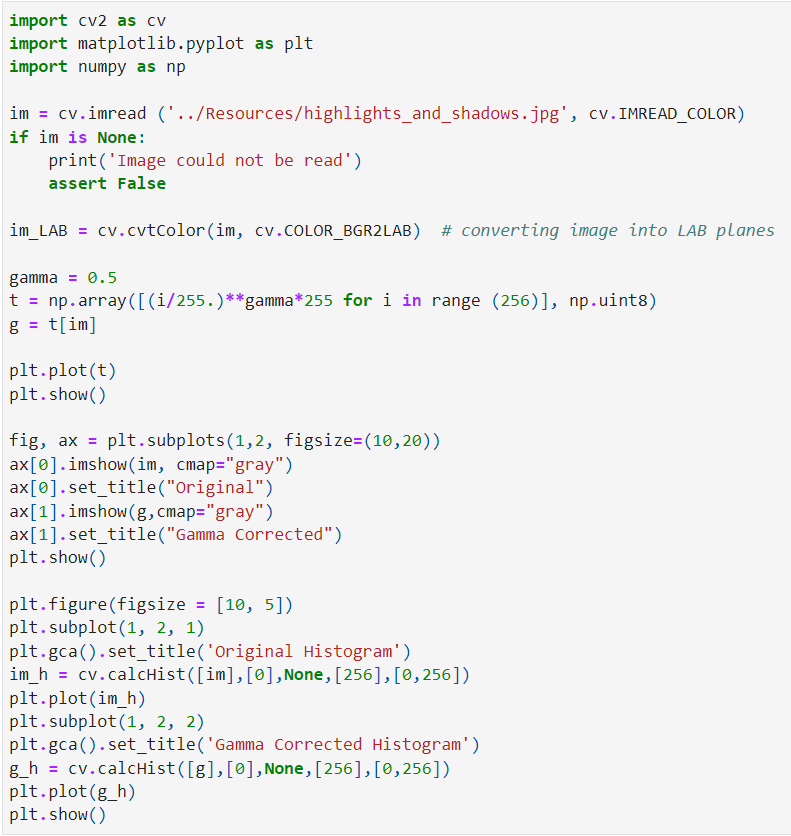 import cv2 as cv
import matplotlib.pyplot as plt
import numpy as np

im = cv.imread ('../Resources/highlights_and_shadows.jpg', cv.IMREAD_COLOR)
if im is None:
    print('Image could not be read')
    assert False

im_LAB = cv.cvtColor(im, cv.COLOR_BGR2LAB)  # converting image into LAB planes

gamma = 0.5
t = np.array([(i/255.)**gamma*255 for i in range (256)], np.uint8)
g = t[im]

plt.plot(t)
plt.show()

fig, ax = plt.subplots(1,2, figsize=(10,20))
ax[0].imshow(im, cmap="gray")
ax[0].set_title("Original")
ax[1].imshow(g,cmap="gray")
ax[1].set_title("Gamma Corrected")
plt.show()

plt.figure(figsize = [10, 5])
plt.subplot(1, 2, 1)
plt.gca().set_title('Original Histogram')
im_h = cv.calcHist([im],[0],None,[256],[0,256])
plt.plot(im_h)
plt.subplot(1, 2, 2)
plt.gca().set_title('Gamma Corrected Histogram')
g_h = cv.calcHist([g],[0],None,[256],[0,256])
plt.plot(g_h)
plt.show()